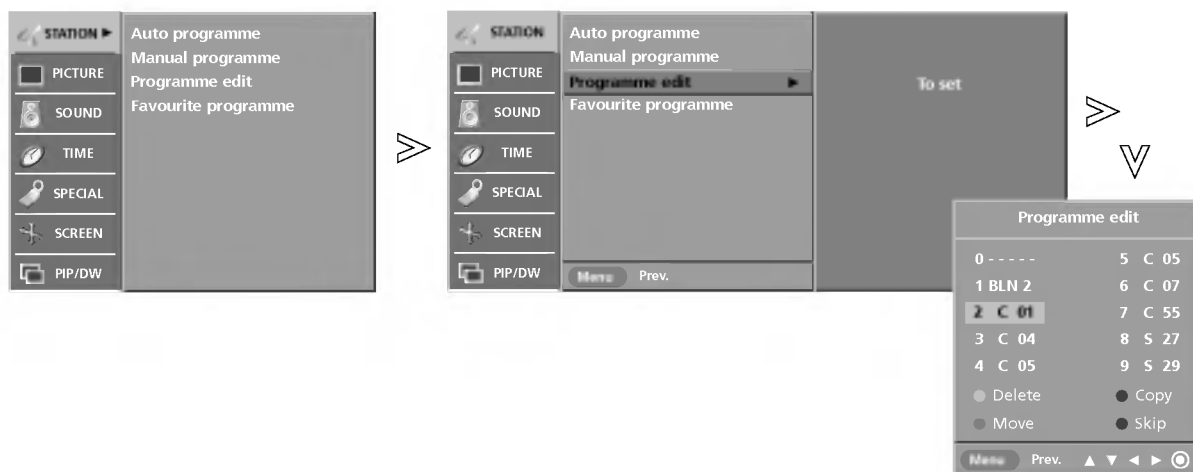 STATION
PICTURE
SOUND
TIME
SPECIAL
SCREEN
PIP/DW
Auto programme
Manual programme
Programme edit
Favourite programme
STATION
PICTURE
SOUND
TIME
SPECIAL
SCREEN
PIP/DW
Auto programme
Manual programme
Programme edit
Favourite programme
Menu Prev.
To set
Programme edit
0 - - - - -
1 BLN 2
2 C 01
3 C 04
4 C 05
5 C 05
6 C 07
7 C 55
8 S 27
9 S 29
Delete
Move
Copy
Skip
Menu Prev.